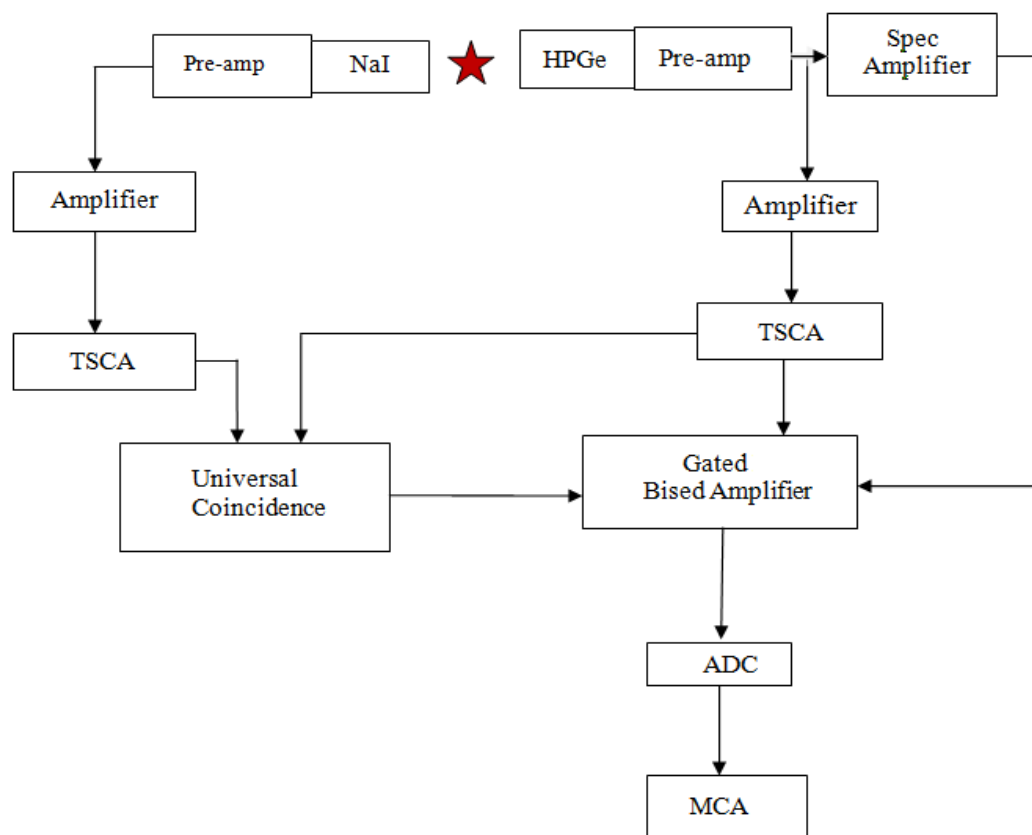 Pre-amp
NaI
HPGe
Pre-amp
Spec
Amplifier
Amplifier
Amplifier
TSCA
TSCA
Universal
Coincidence
Gated
Bised Amplifier
ADC
MCA